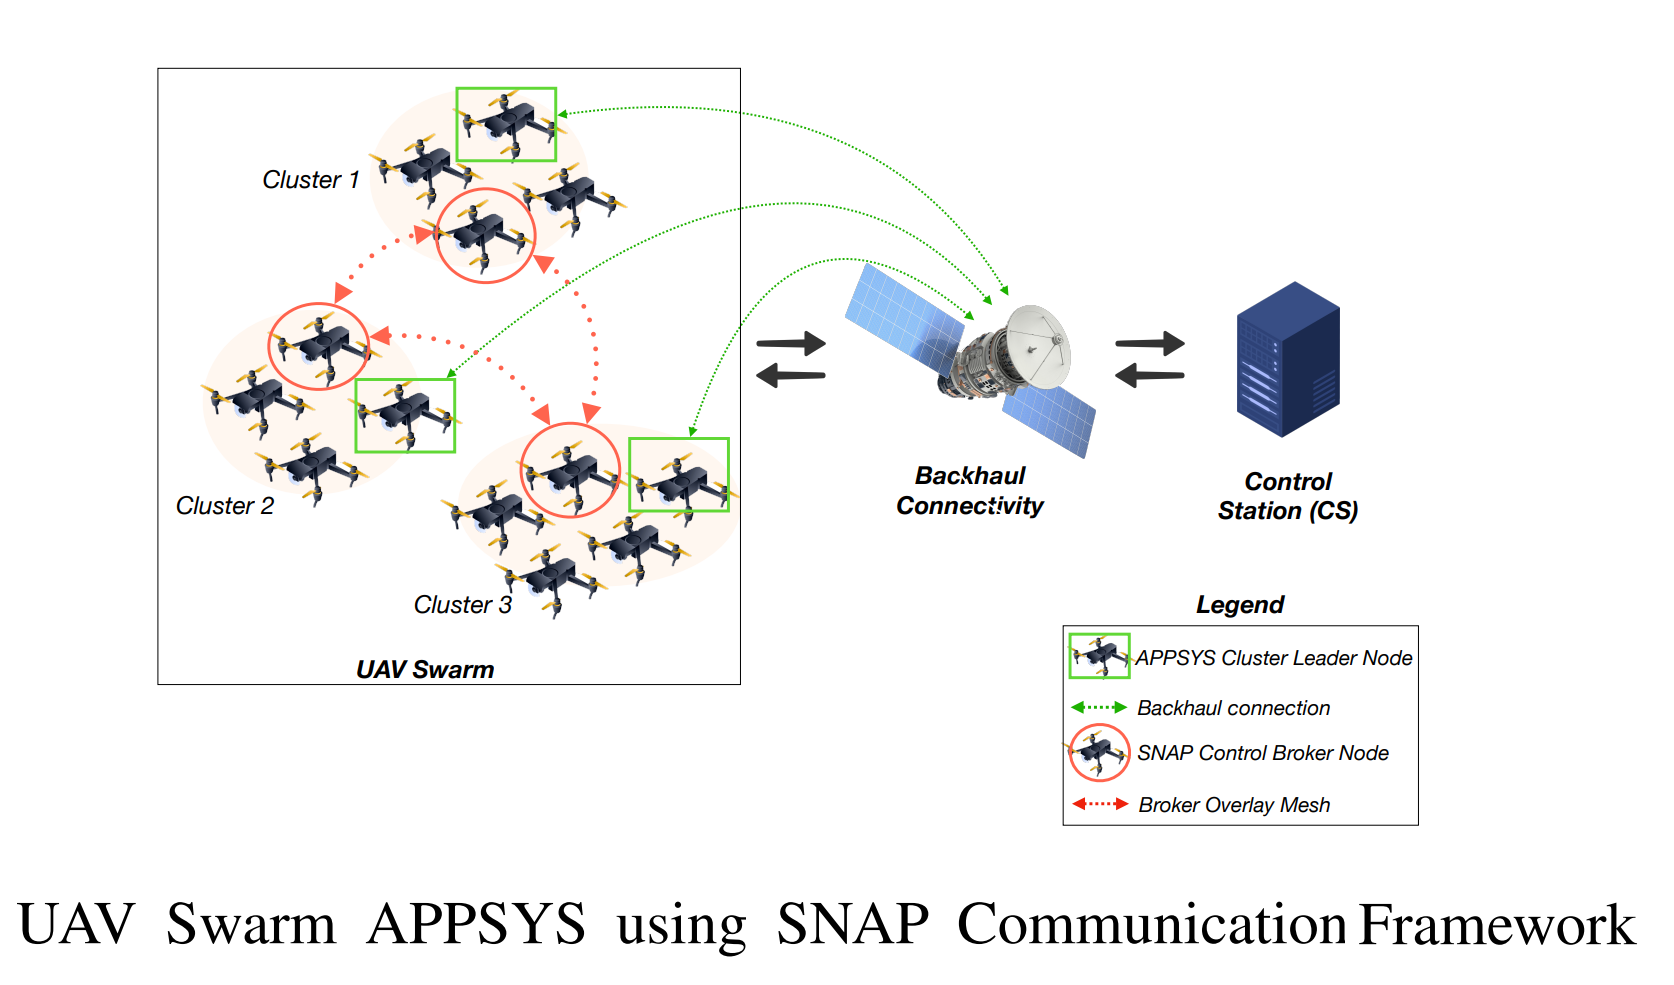 Cluster 1
Cluster 2
Cluster 3
UAV Swarm
Backhaul
Connectivity
Control
Station (CS)
Legend
APPSYS Cluster Leader Node
Backhaul connection
SNAP Control Broker Node
Broker Overlay Mesh
UAV Swarm APPSYS using SNAP Communication Framework